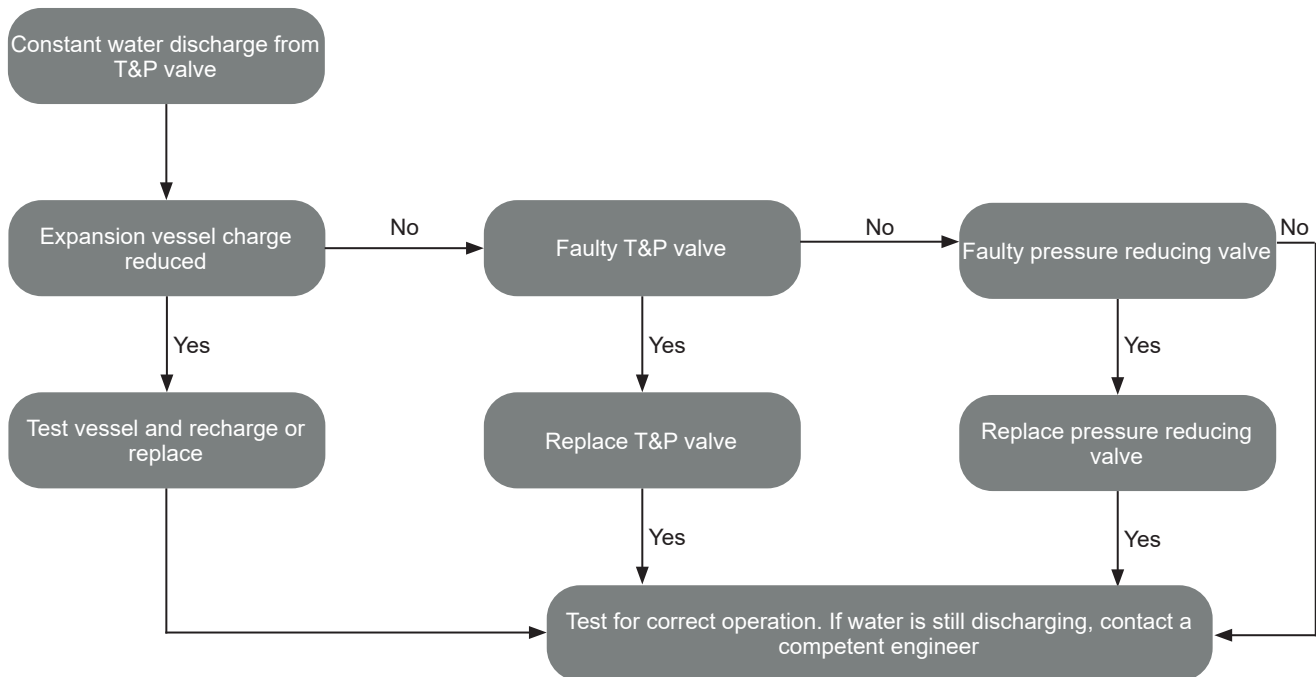 Constant water discharge from
T&P valve
Expansion vessel charge
reduced
No
Faulty T&P valve
No
Faulty pressure reducing valve
No
Yes
Yes
Yes
Test vessel and recharge or
replace
Replace T&P valve
Replace pressure reducing
valve
Yes
Yes
Test for correct operation. If water is still discharging, contact a
competent engineer